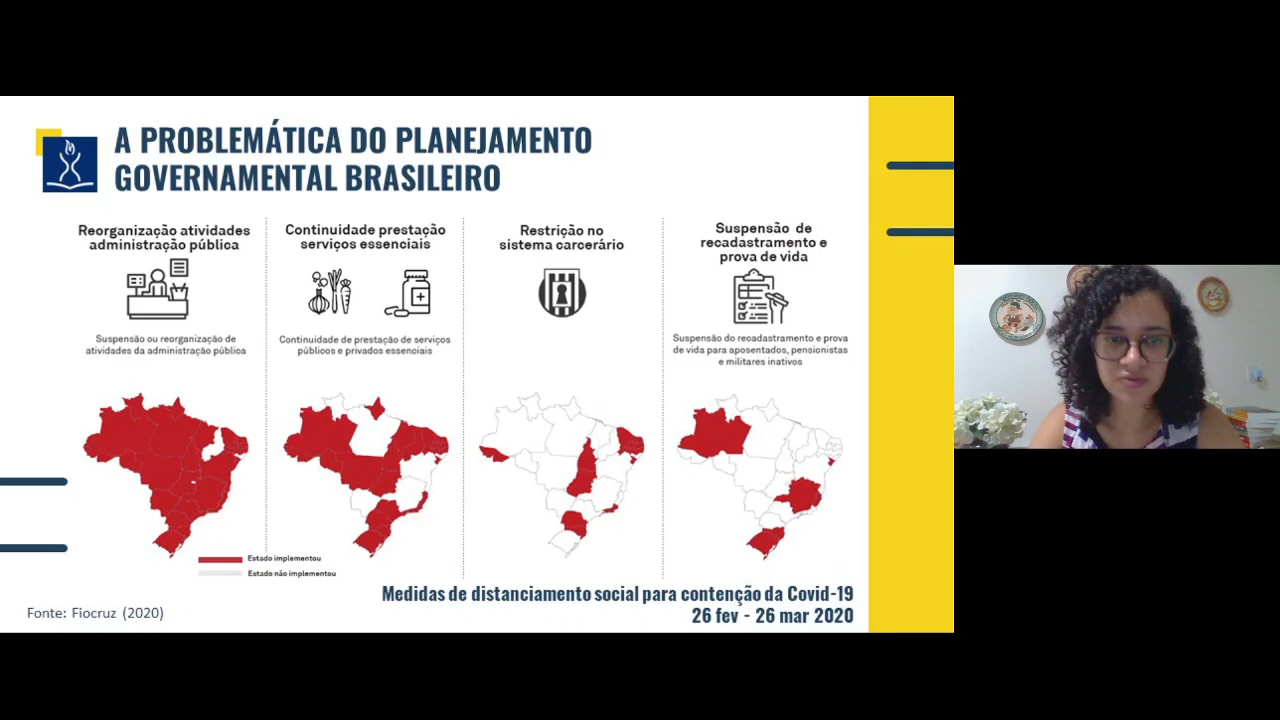 A PROBLEMÁTICA DO PLANEJAMENTO
GOVERNAMENTAL BRASILEIRO
Reorganização atividades
administração pública
Suspensão ou reorganização de
atividades da administração pública
Continuidade prestação
serviços essenciais
Continuidade de prestação de serviços
públicos e privados essenciais
Restrição no
sistema carcerário
Suspensão de
recadastramento e
prova de vida
Suspensão do recadastramento e prova
de vida para aposentados, pensionistas
e militares inativos
Estado implementou
Estado não implementou
Medidas de distanciamento social para contenção da Covid-19
26 fev - 26 mar 2020
Fonte: Fiocruz (2020)